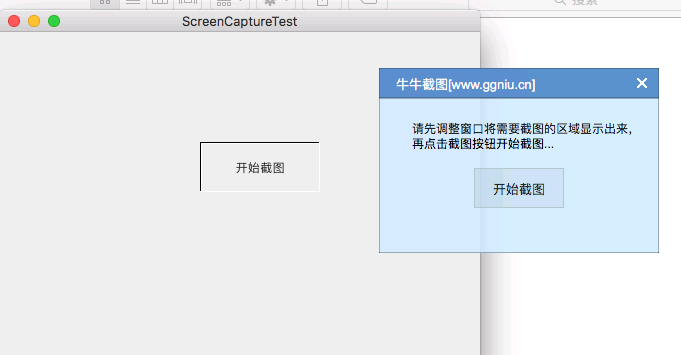 搜索
ScreenCaptureTest
牛牛截图[www.ggniu.cn]
请先调整窗口将需要截图的区域显示出来，
再点击截图按钮开始截图...
开始截图
开始截图